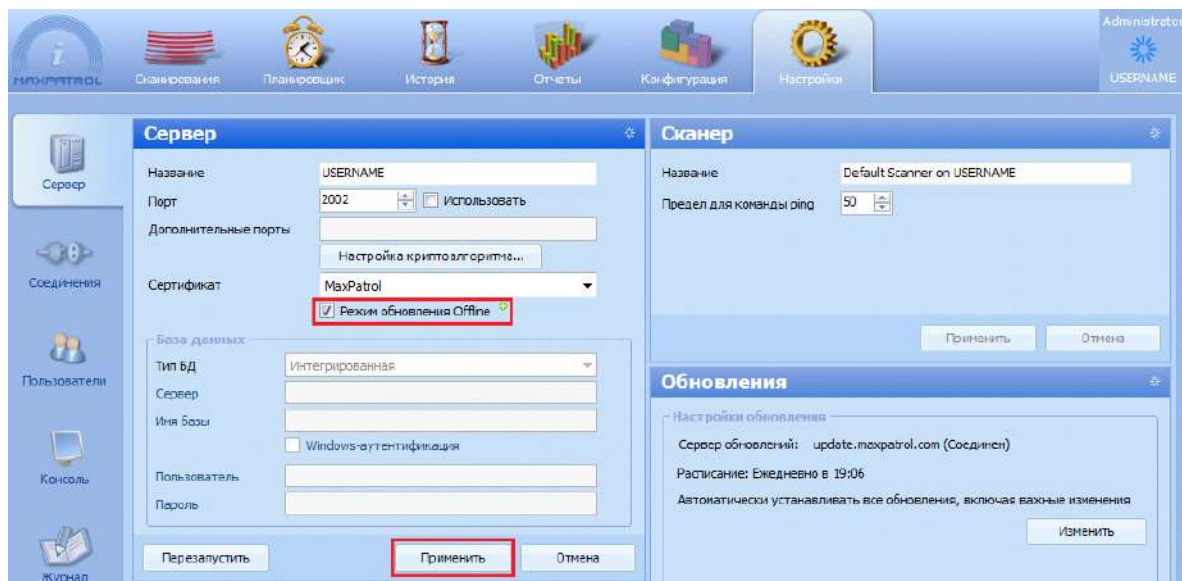 Administrator
MAXPATROL
Сканирования
Планировщик
История
Отчеты
Конфигурация
Настройки
USERNAME
Сервер
Соединения
Пользователи
Консоль
Журнал
Сервер
Название
USERNAME
Порт
2002
Использовать
Дополнительные порты
Настройка криптоалгоритма...
Сертификат
MaxPatrol
Режим обновления Offline
База данных
Тип БД
Интегрированная
Сервер
Имя базы
Windows-аутентификация
Пользователь
Пароль
Перезапустить
Применить
Отмена
Сканер
Название
Default Scanner on USERNAME
Предел для команды ping
50
Применить
Отмена
Обновления
Настройки обновления
Сервер обновлений: update.maxpatrol.com (Соединен)
Расписание: Ежедневно в 19:06
Автоматически устанавливать все обновления, включая важные изменения
Изменить